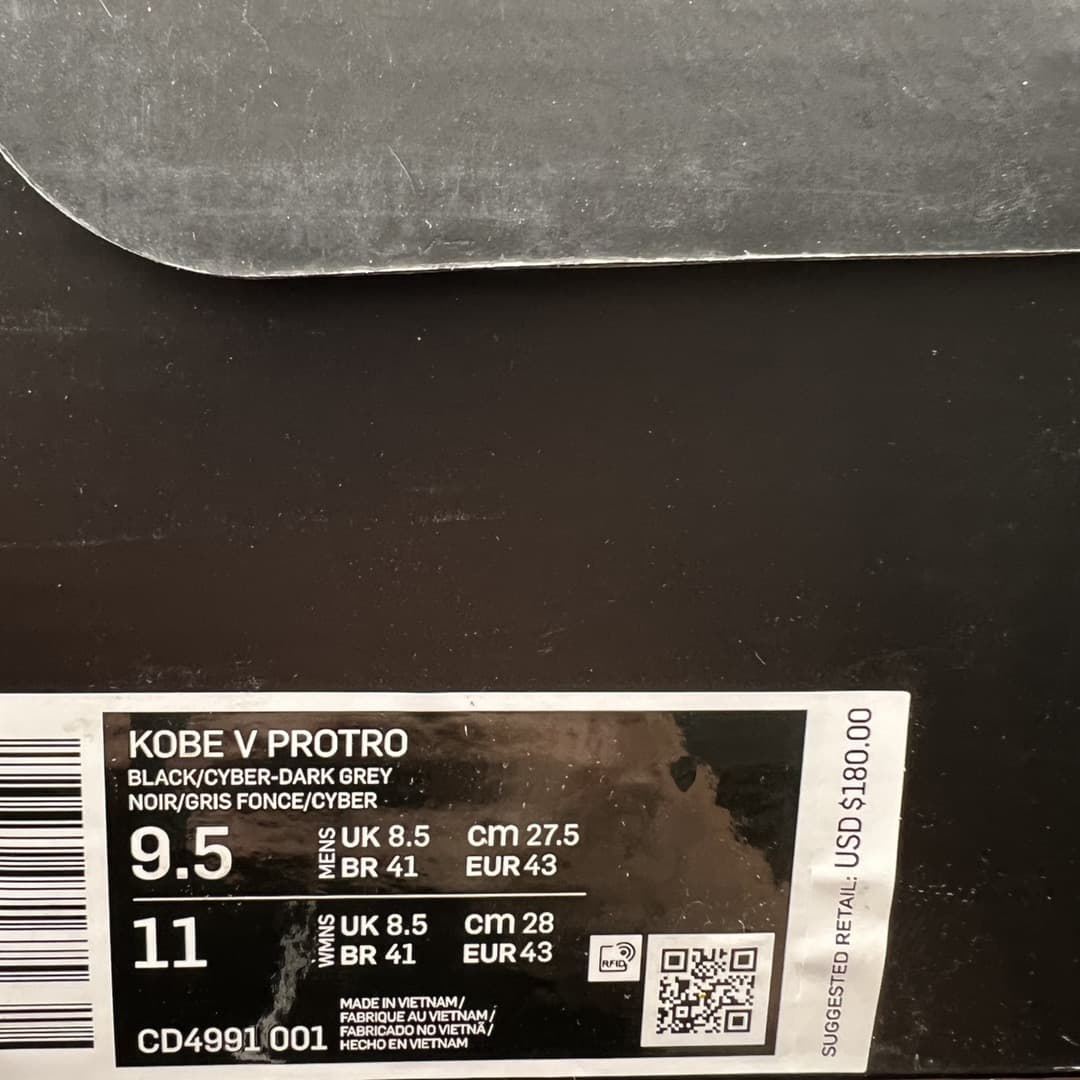 KOBE V PROTRO
BLACK/CYBER-DARK GREY
NOIR/GRIS FONCE/CYBER
9.5 MENS UK 8.5 cm 27.5
BR 41 EUR 43
11 WMNS UK 8.5 cm 28
BR 41 EUR 43
RFID
MADE IN VIETNAM/
FABRIQUE AU VIETNAM/
FABRICADO NO VIETNÃ/
HECHO EN VIETNAM
CD4991 001
SUGGESTED RETAIL: USD $180.00